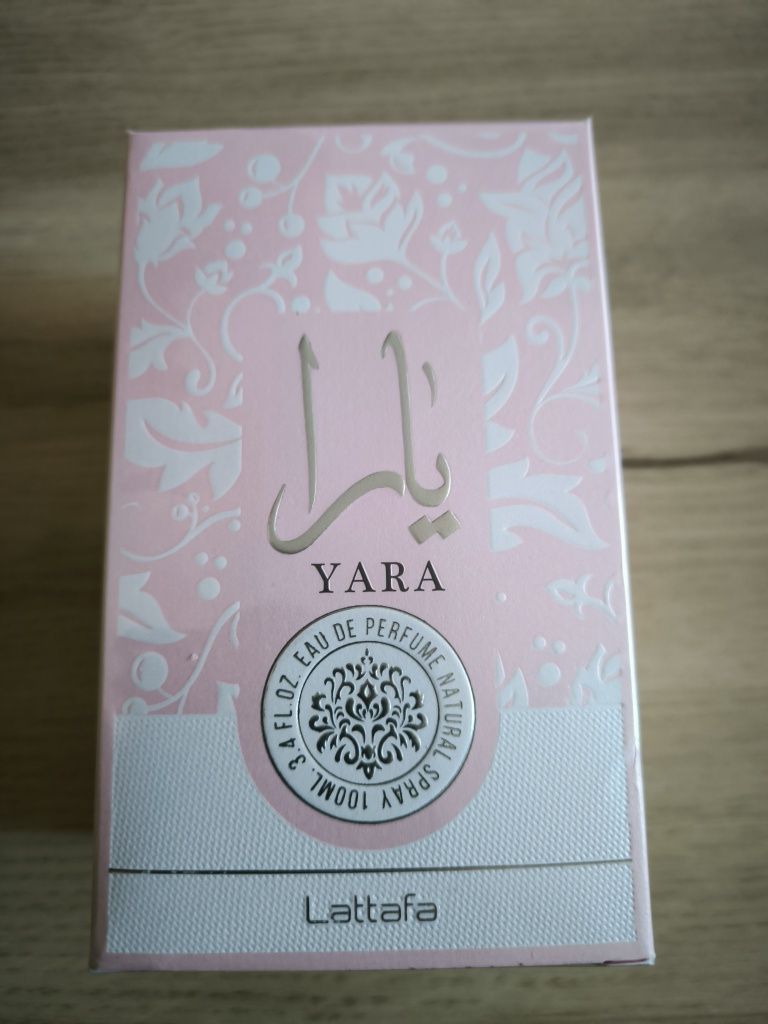 يارا
YARA
EAU DE PERFUME NATURAL SPRAY 100ML. 3.4 FL.OZ.
Lattafa